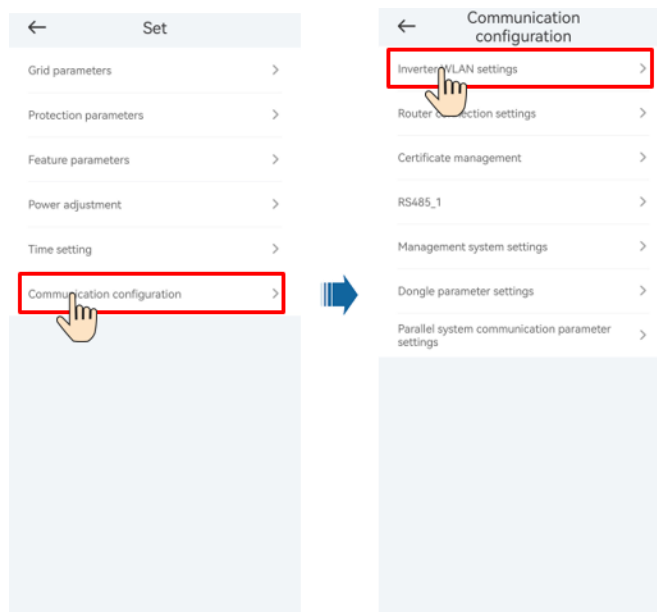 Set
Grid parameters
Protection parameters
Feature parameters
Power adjustment
Time setting
Communication configuration
Communication
configuration
Inverter WLAN settings
Router connection settings
Certificate management
RS485_1
Management system settings
Dongle parameter settings
Parallel system communication parameter
settings